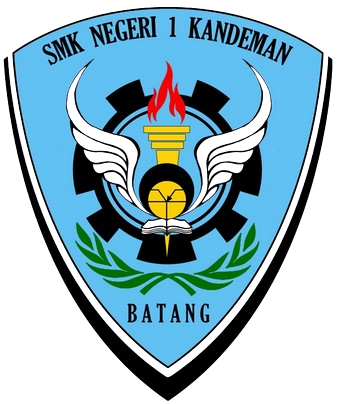 SMK NEGERI 1 KANDEMAN
BATANG